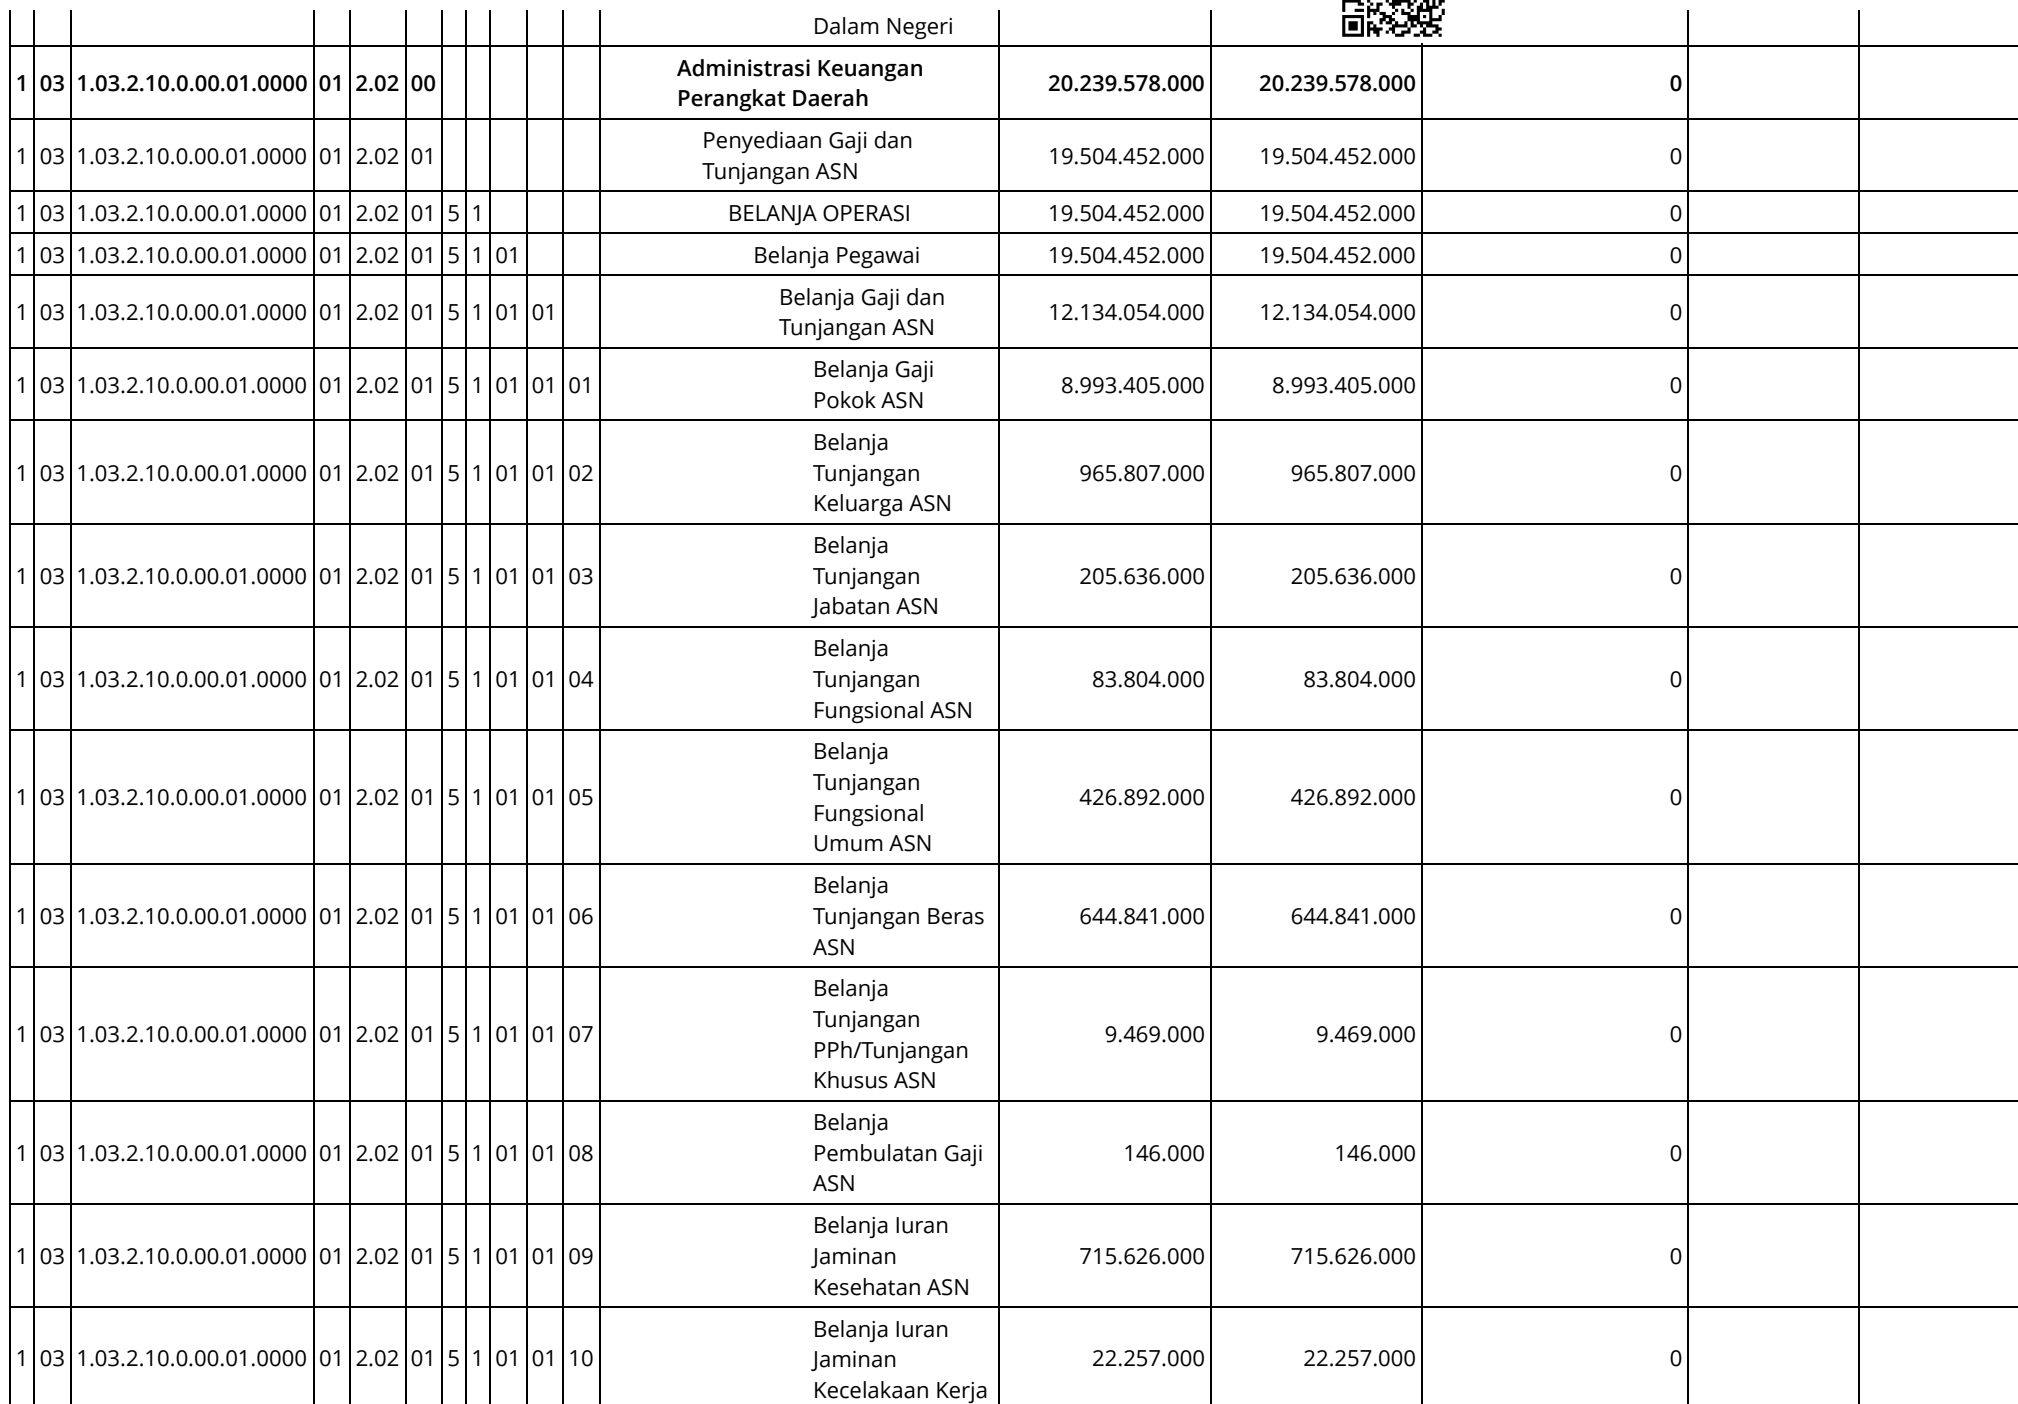 Dalam Negeri
1 03 1.03.2.10.0.00.01.0000 01 2.02 00 Administrasi Keuangan
Perangkat Daerah 20.239.578.000 20.239.578.000 0
1 03 1.03.2.10.0.00.01.0000 01 2.02 01 Penyediaan Gaji dan
Tunjangan ASN 19.504.452.000 19.504.452.000 0
1 03 1.03.2.10.0.00.01.0000 01 2.02 01 5 1 BELANJA OPERASI 19.504.452.000 19.504.452.000 0
1 03 1.03.2.10.0.00.01.0000 01 2.02 01 5 1 01 Belanja Pegawai 19.504.452.000 19.504.452.000 0
1 03 1.03.2.10.0.00.01.0000 01 2.02 01 5 1 01 01 Belanja Gaji dan
Tunjangan ASN 12.134.054.000 12.134.054.000 0
1 03 1.03.2.10.0.00.01.0000 01 2.02 01 5 1 01 01 01 Belanja Gaji
Pokok ASN 8.993.405.000 8.993.405.000 0
1 03 1.03.2.10.0.00.01.0000 01 2.02 01 5 1 01 01 02 Belanja
Tunjangan
Keluarga ASN 965.807.000 965.807.000 0
1 03 1.03.2.10.0.00.01.0000 01 2.02 01 5 1 01 01 03 Belanja
Tunjangan
Jabatan ASN 205.636.000 205.636.000 0
1 03 1.03.2.10.0.00.01.0000 01 2.02 01 5 1 01 01 04 Belanja
Tunjangan
Fungsional ASN 83.804.000 83.804.000 0
1 03 1.03.2.10.0.00.01.0000 01 2.02 01 5 1 01 01 05 Belanja
Tunjangan
Fungsional
Umum ASN 426.892.000 426.892.000 0
1 03 1.03.2.10.0.00.01.0000 01 2.02 01 5 1 01 01 06 Belanja
Tunjangan Beras
ASN 644.841.000 644.841.000 0
1 03 1.03.2.10.0.00.01.0000 01 2.02 01 5 1 01 01 07 Belanja
Tunjangan
PPh/Tunjangan
Khusus ASN 9.469.000 9.469.000 0
1 03 1.03.2.10.0.00.01.0000 01 2.02 01 5 1 01 01 08 Belanja
Pembulatan Gaji
ASN 146.000 146.000 0
1 03 1.03.2.10.0.00.01.0000 01 2.02 01 5 1 01 01 09 Belanja Iuran
Jaminan
Kesehatan ASN 715.626.000 715.626.000 0
1 03 1.03.2.10.0.00.01.0000 01 2.02 01 5 1 01 01 10 Belanja Iuran
Jaminan
Kecelakaan Kerja 22.257.000 22.257.000 0